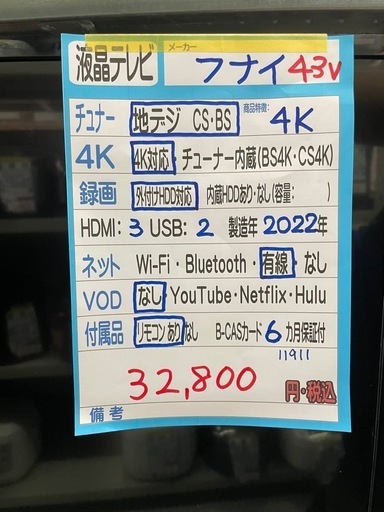 液晶テレビ メーカー フナイ 43V
チュナー 地デジ CS・BS 商品特徴: 4K
4K 4K対応・チューナー内蔵(BS4K・CS4K)
録画 外付けHDD対応 内蔵HDDあり・なし(容量: )
HDMI:3 USB:2 製造年2022年
ネット Wi-Fi・Bluetooth・有線・なし
VOD なし・YouTube・Netflix・Hulu
付属品 リモコンあり/なし B-CASカード 6カ月保証付
11911
32,800 円・税込
備考